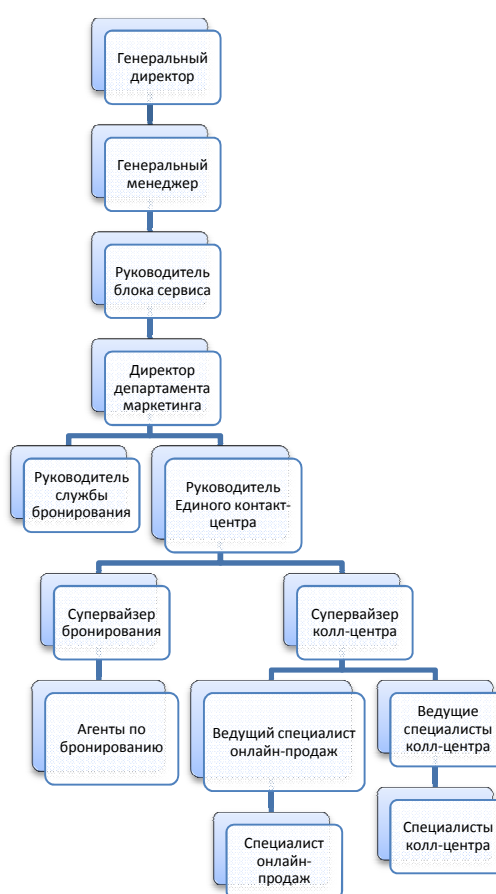 Генеральный
директор
Генеральный
менеджер
Руководитель
блока сервиса
Директор
департамента
маркетинга
Руководитель
службы
бронирования
Руководитель
Единого контакт-
центра
Супервайзер
бронирования
Супервайзер
колл-центра
Агенты по
бронированию
Ведущий специалист
онлайн-продаж
Ведущие
специалисты
колл-центра
Специалист
онлайн-
продаж
Специалисты
колл-центра